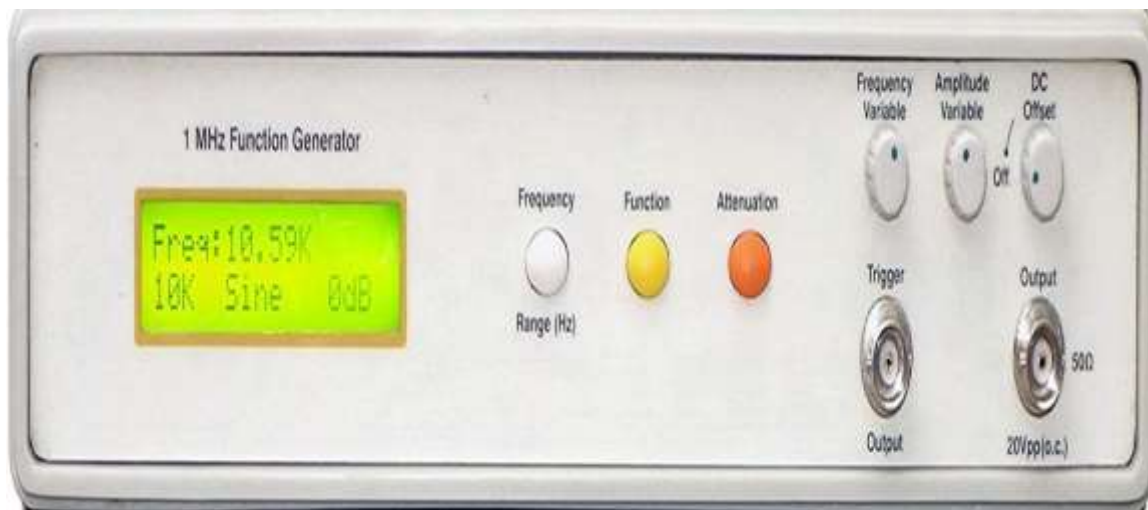 1 MHz Function Generator
Freq:10.59K
10K Sine 0dB
Frequency
Range (Hz)
Function
Attenuation
Frequency
Variable
Amplitude
Variable
DC
Offset
Off
Trigger
Output
Output
50Ω
20Vpp(o.c.)